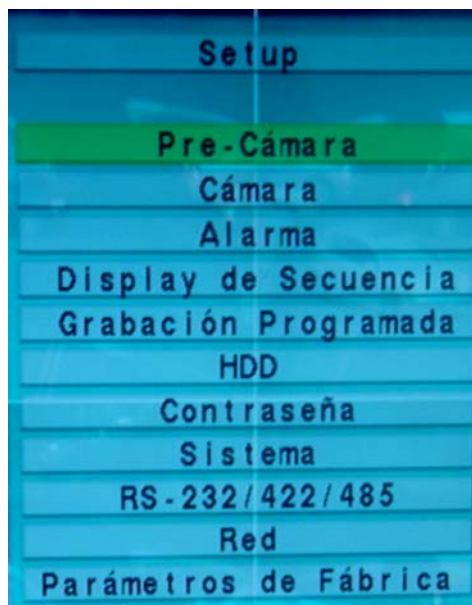 Setup
Pre-Cámara
Cámara
Alarma
Display de Secuencia
Grabación Programada
HDD
Contraseña
Sistema
RS-232/422/485
Red
Parámetros de Fábrica